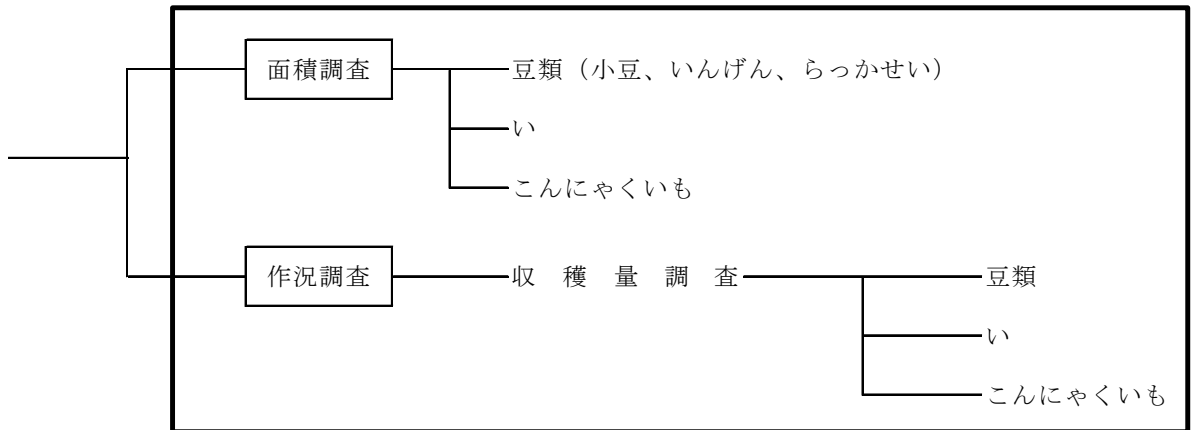 面積調査
豆類（小豆、いんげん、らっかせい）
い
こんにゃくいも
作況調査
収穫量調査
豆類
い
こんにゃくいも